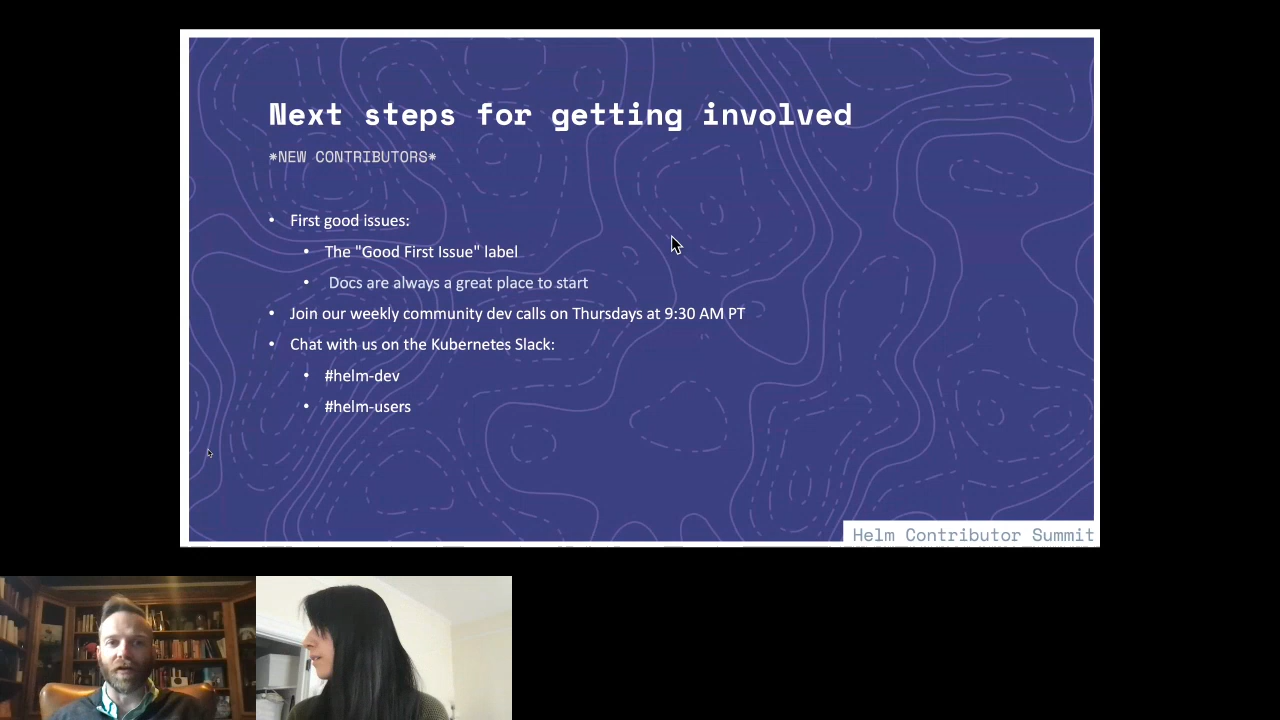 Next steps for getting involved
*NEW CONTRIBUTORS*
• First good issues:
• The "Good First Issue" label
• Docs are always a great place to start
• Join our weekly community dev calls on Thursdays at 9:30 AM PT
• Chat with us on the Kubernetes Slack:
• #helm-dev
• #helm-users
Helm Contributor Summit